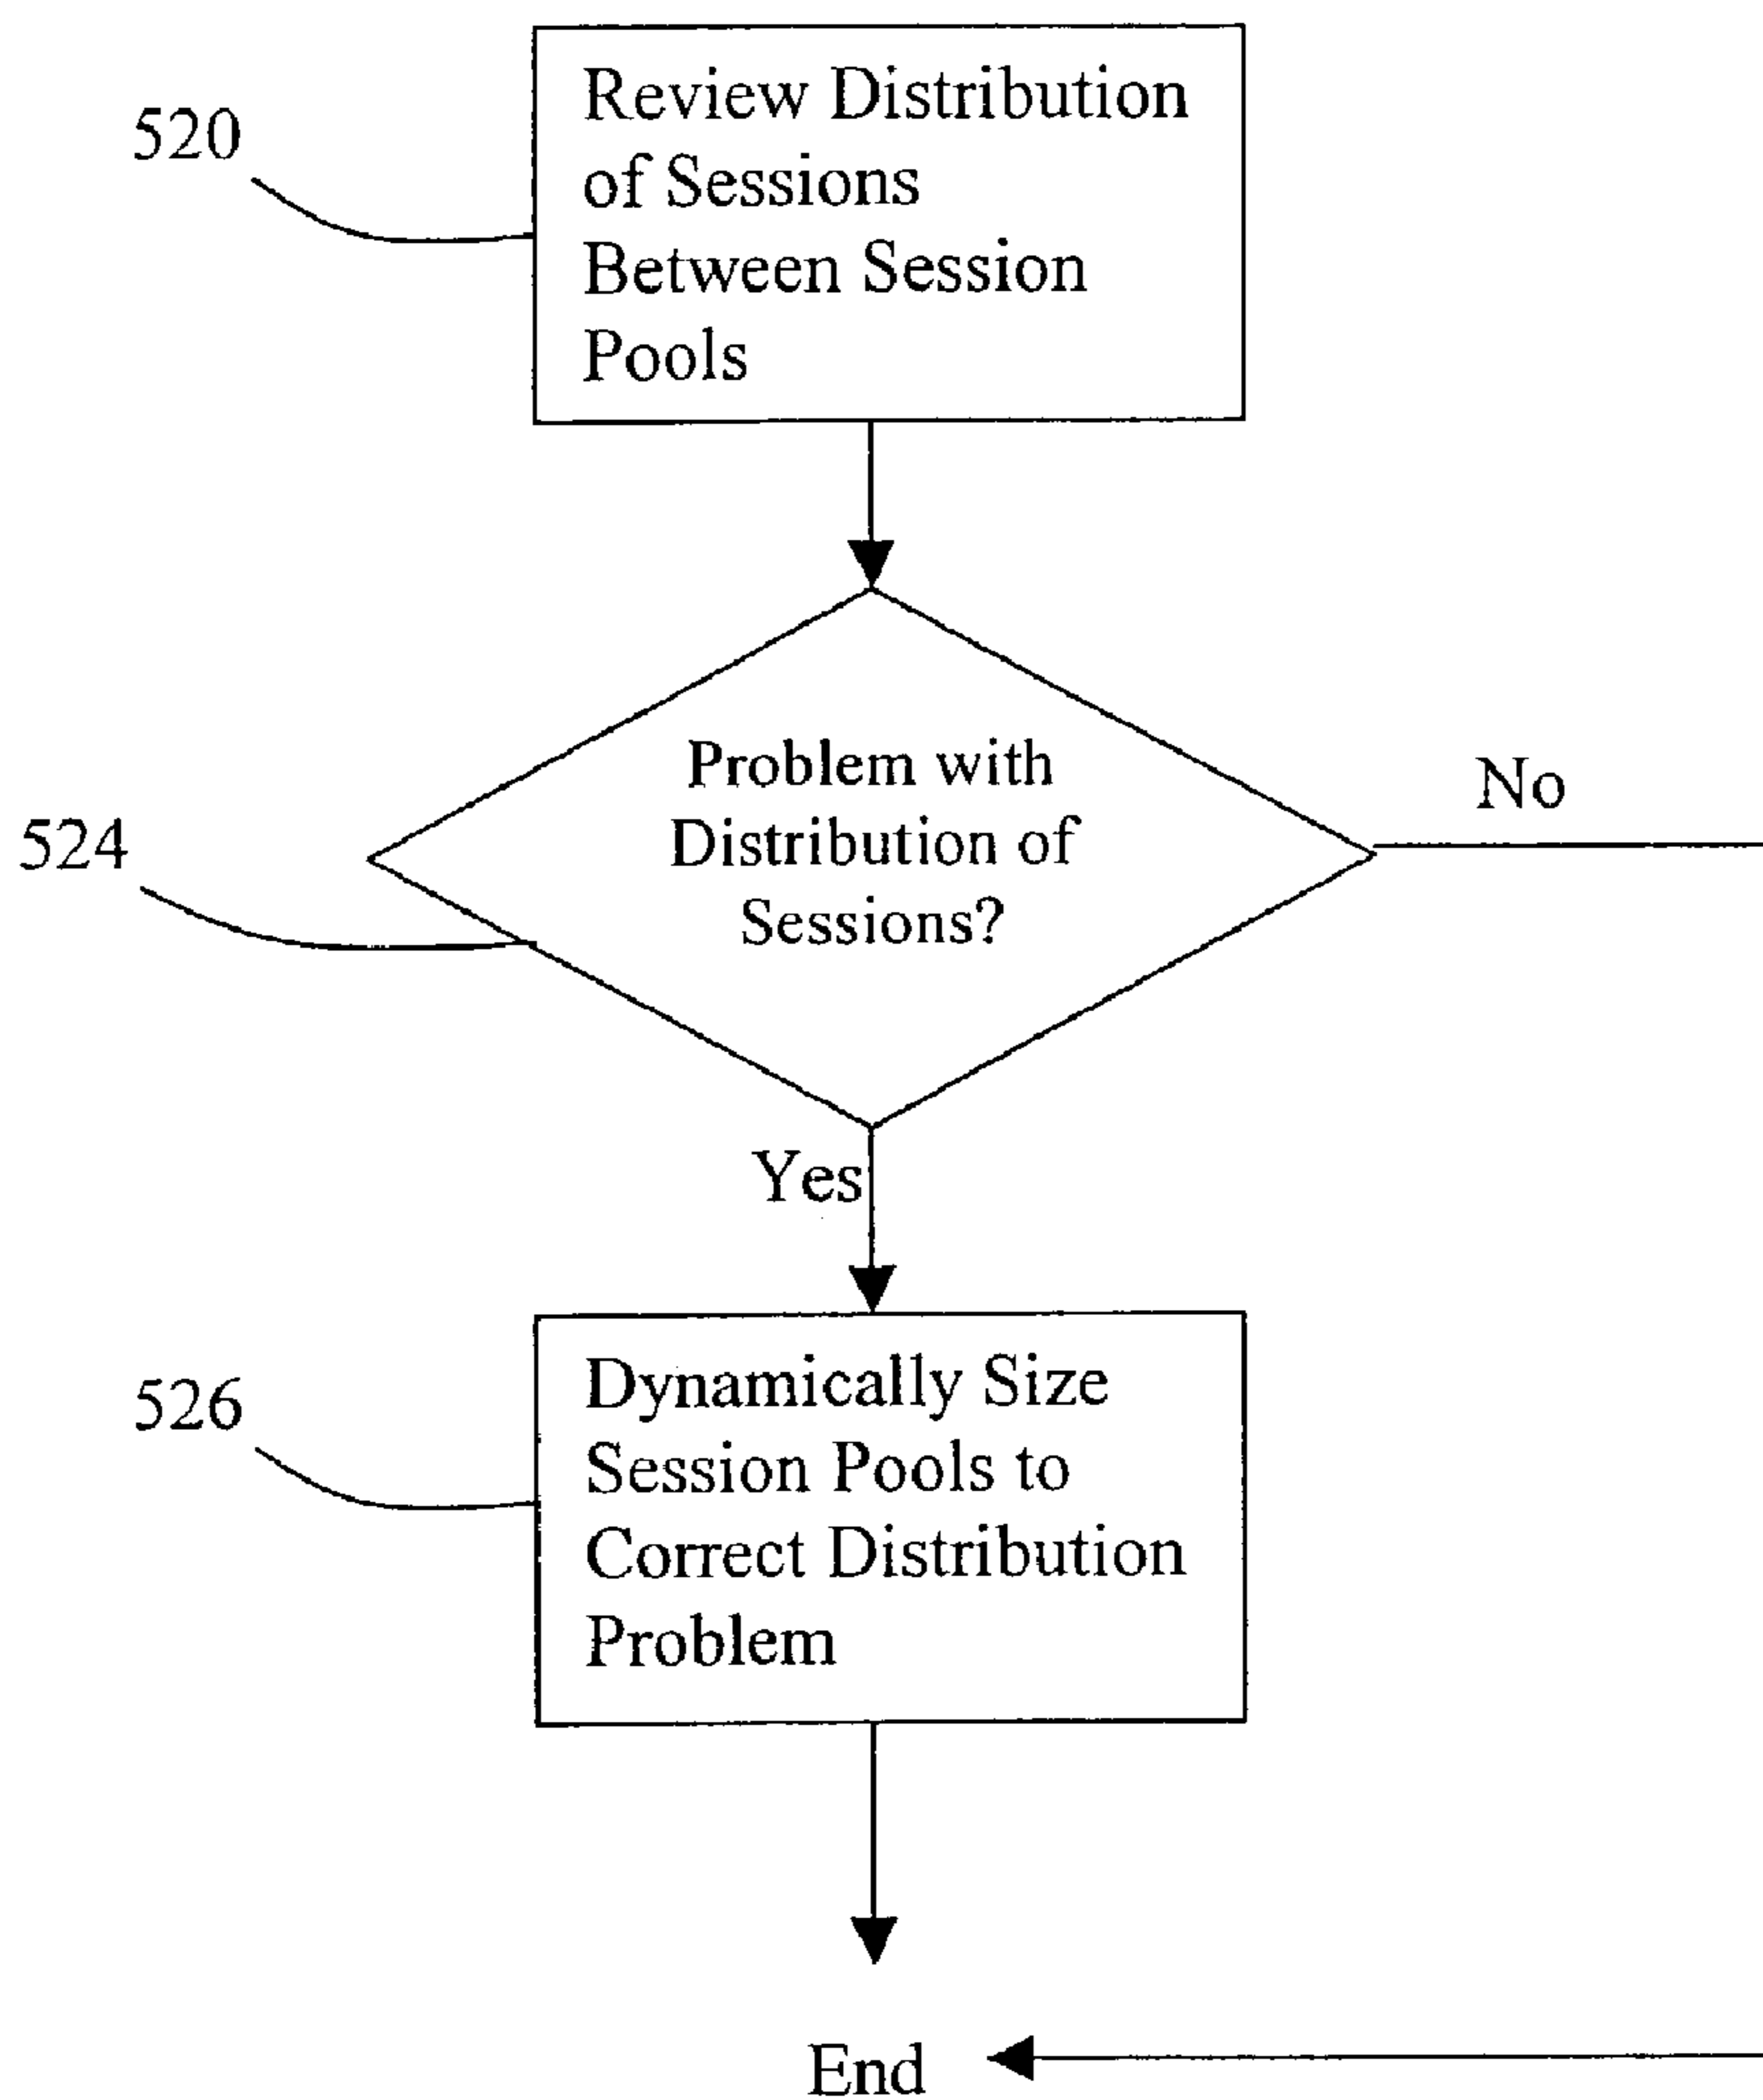 520
Review Distribution
of Sessions
Between Session
Pools
524
Problem with
Distribution of
Sessions?
No
Yes
526
Dynamically Size
Session Pools to
Correct Distribution
Problem
End